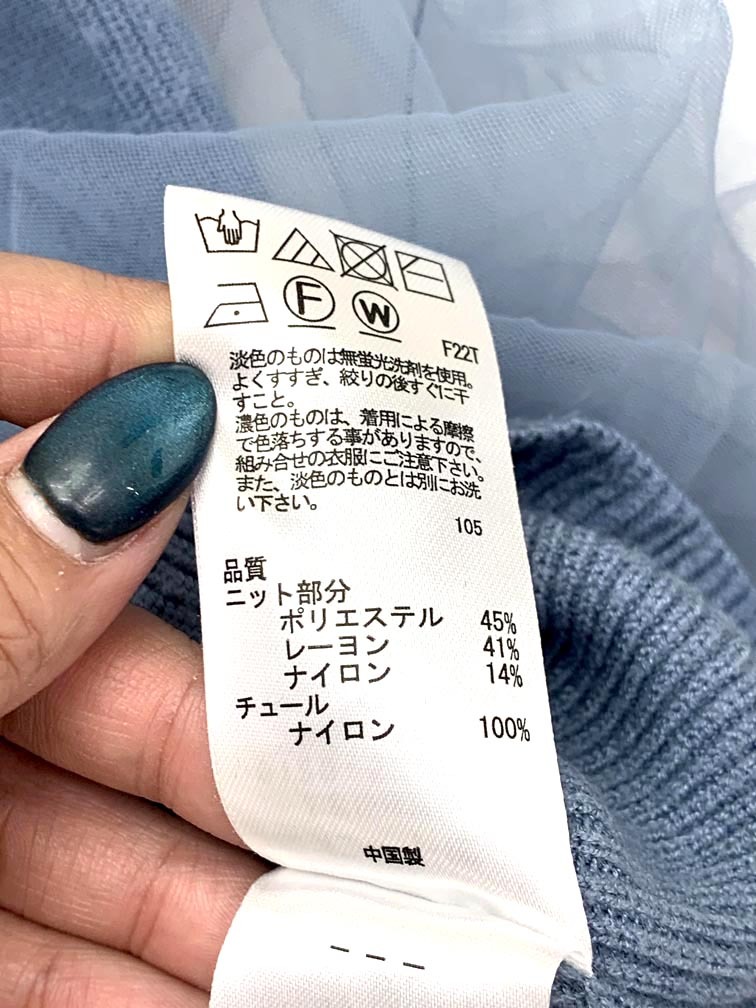 F W
F22T
淡色のものは無蛍光洗剤を使用。
よくすすぎ、絞りの後すぐに干
すこと。
濃色のものは、着用による摩擦
で色落ちする事がありますので、
組み合せの衣服にご注意下さい。
また、淡色のものとは別にお洗
い下さい。
105
品質
ニット部分
ポリエステル 45%
レーヨン 41%
ナイロン 14%
チュール
ナイロン 100%
中国製
- - -